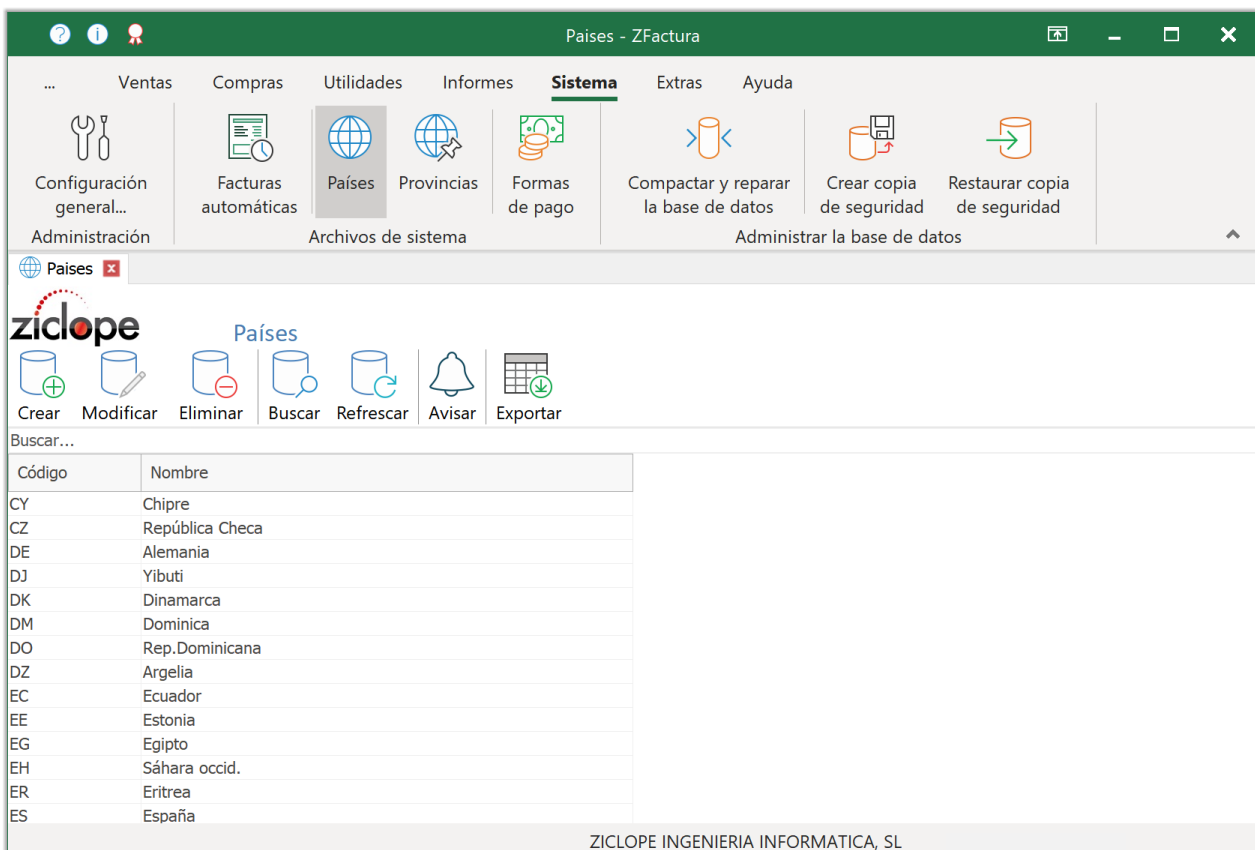 Paises - ZFactura
... Ventas Compras Utilidades Informes Sistema Extras Ayuda
Configuración general...
Facturas automáticas
Países
Provincias
Formas de pago
Compactar y reparar la base de datos
Crear copia de seguridad
Restaurar copia de seguridad
Administración
Archivos de sistema
Administrar la base de datos
Paises
ziclope
Países
Crear Modificar Eliminar Buscar Refrescar Avisar Exportar
Buscar...
Código Nombre
CY Chipre
CZ República Checa
DE Alemania
DJ Yibuti
DK Dinamarca
DM Dominica
DO Rep.Dominicana
DZ Argelia
EC Ecuador
EE Estonia
EG Egipto
EH Sáhara occid.
ER Eritrea
ES España
ZICLOPE INGENIERIA INFORMATICA, SL